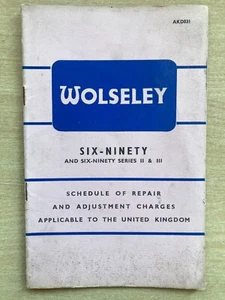 AKD831
WOLSELEY
SIX-NINETY
AND SIX-NINETY SERIES II & III
SCHEDULE OF REPAIR
AND ADJUSTMENT CHARGES
APPLICABLE TO THE UNITED KINGDOM